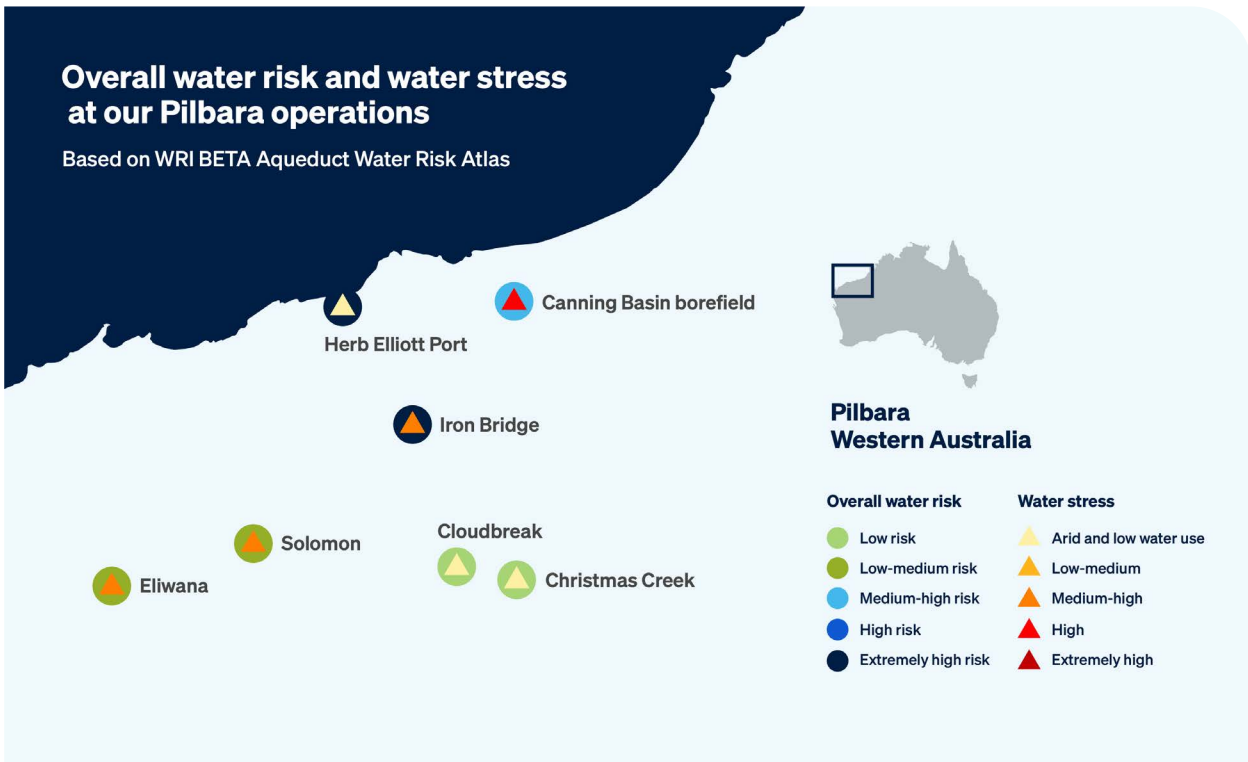 Overall water risk and water stress
at our Pilbara operations
Based on WRI BETA Aqueduct Water Risk Atlas
Canning Basin borefield
Herb Elliott Port
Iron Bridge
Cloudbreak
Solomon
Christmas Creek
Eliwana
Pilbara
Western Australia
Overall water risk
Low risk
Low-medium risk
Medium-high risk
High risk
Extremely high risk
Water stress
Arid and low water use
Low-medium
Medium-high
High
Extremely high